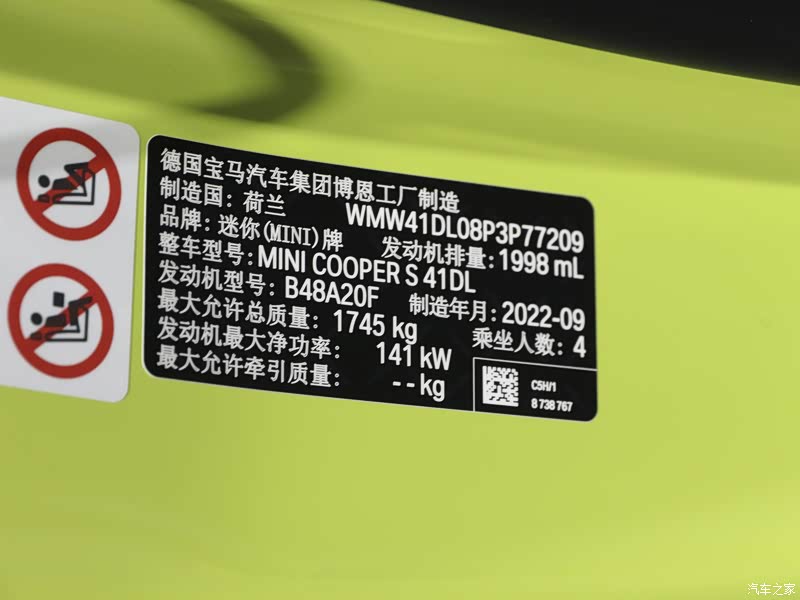 德国宝马汽车集团博恩工厂制造
制造国: 荷兰 WMW41DL08P3P77209
品牌: 迷你(MINI)牌 发动机排量: 1998 mL
整车型号: MINI COOPER S 41DL
发动机型号: B48A20F 制造年月: 2022-09
最大允许总质量: 1745 kg 乘坐人数: 4
发动机最大净功率: 141 kW
最大允许牵引质量: -- kg
C5H/1
8 738 767
汽车之家